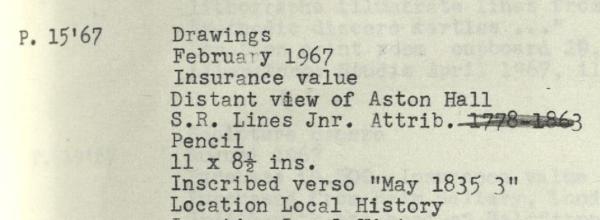 P. 15'67 Drawings
February 1967
Insurance value
Distant view of Aston Hall
S.R. Lines Jnr. Attrib. 1778-1863
Pencil
11 x 8½ ins.
Inscribed verso "May 1835 3"
Location Local History